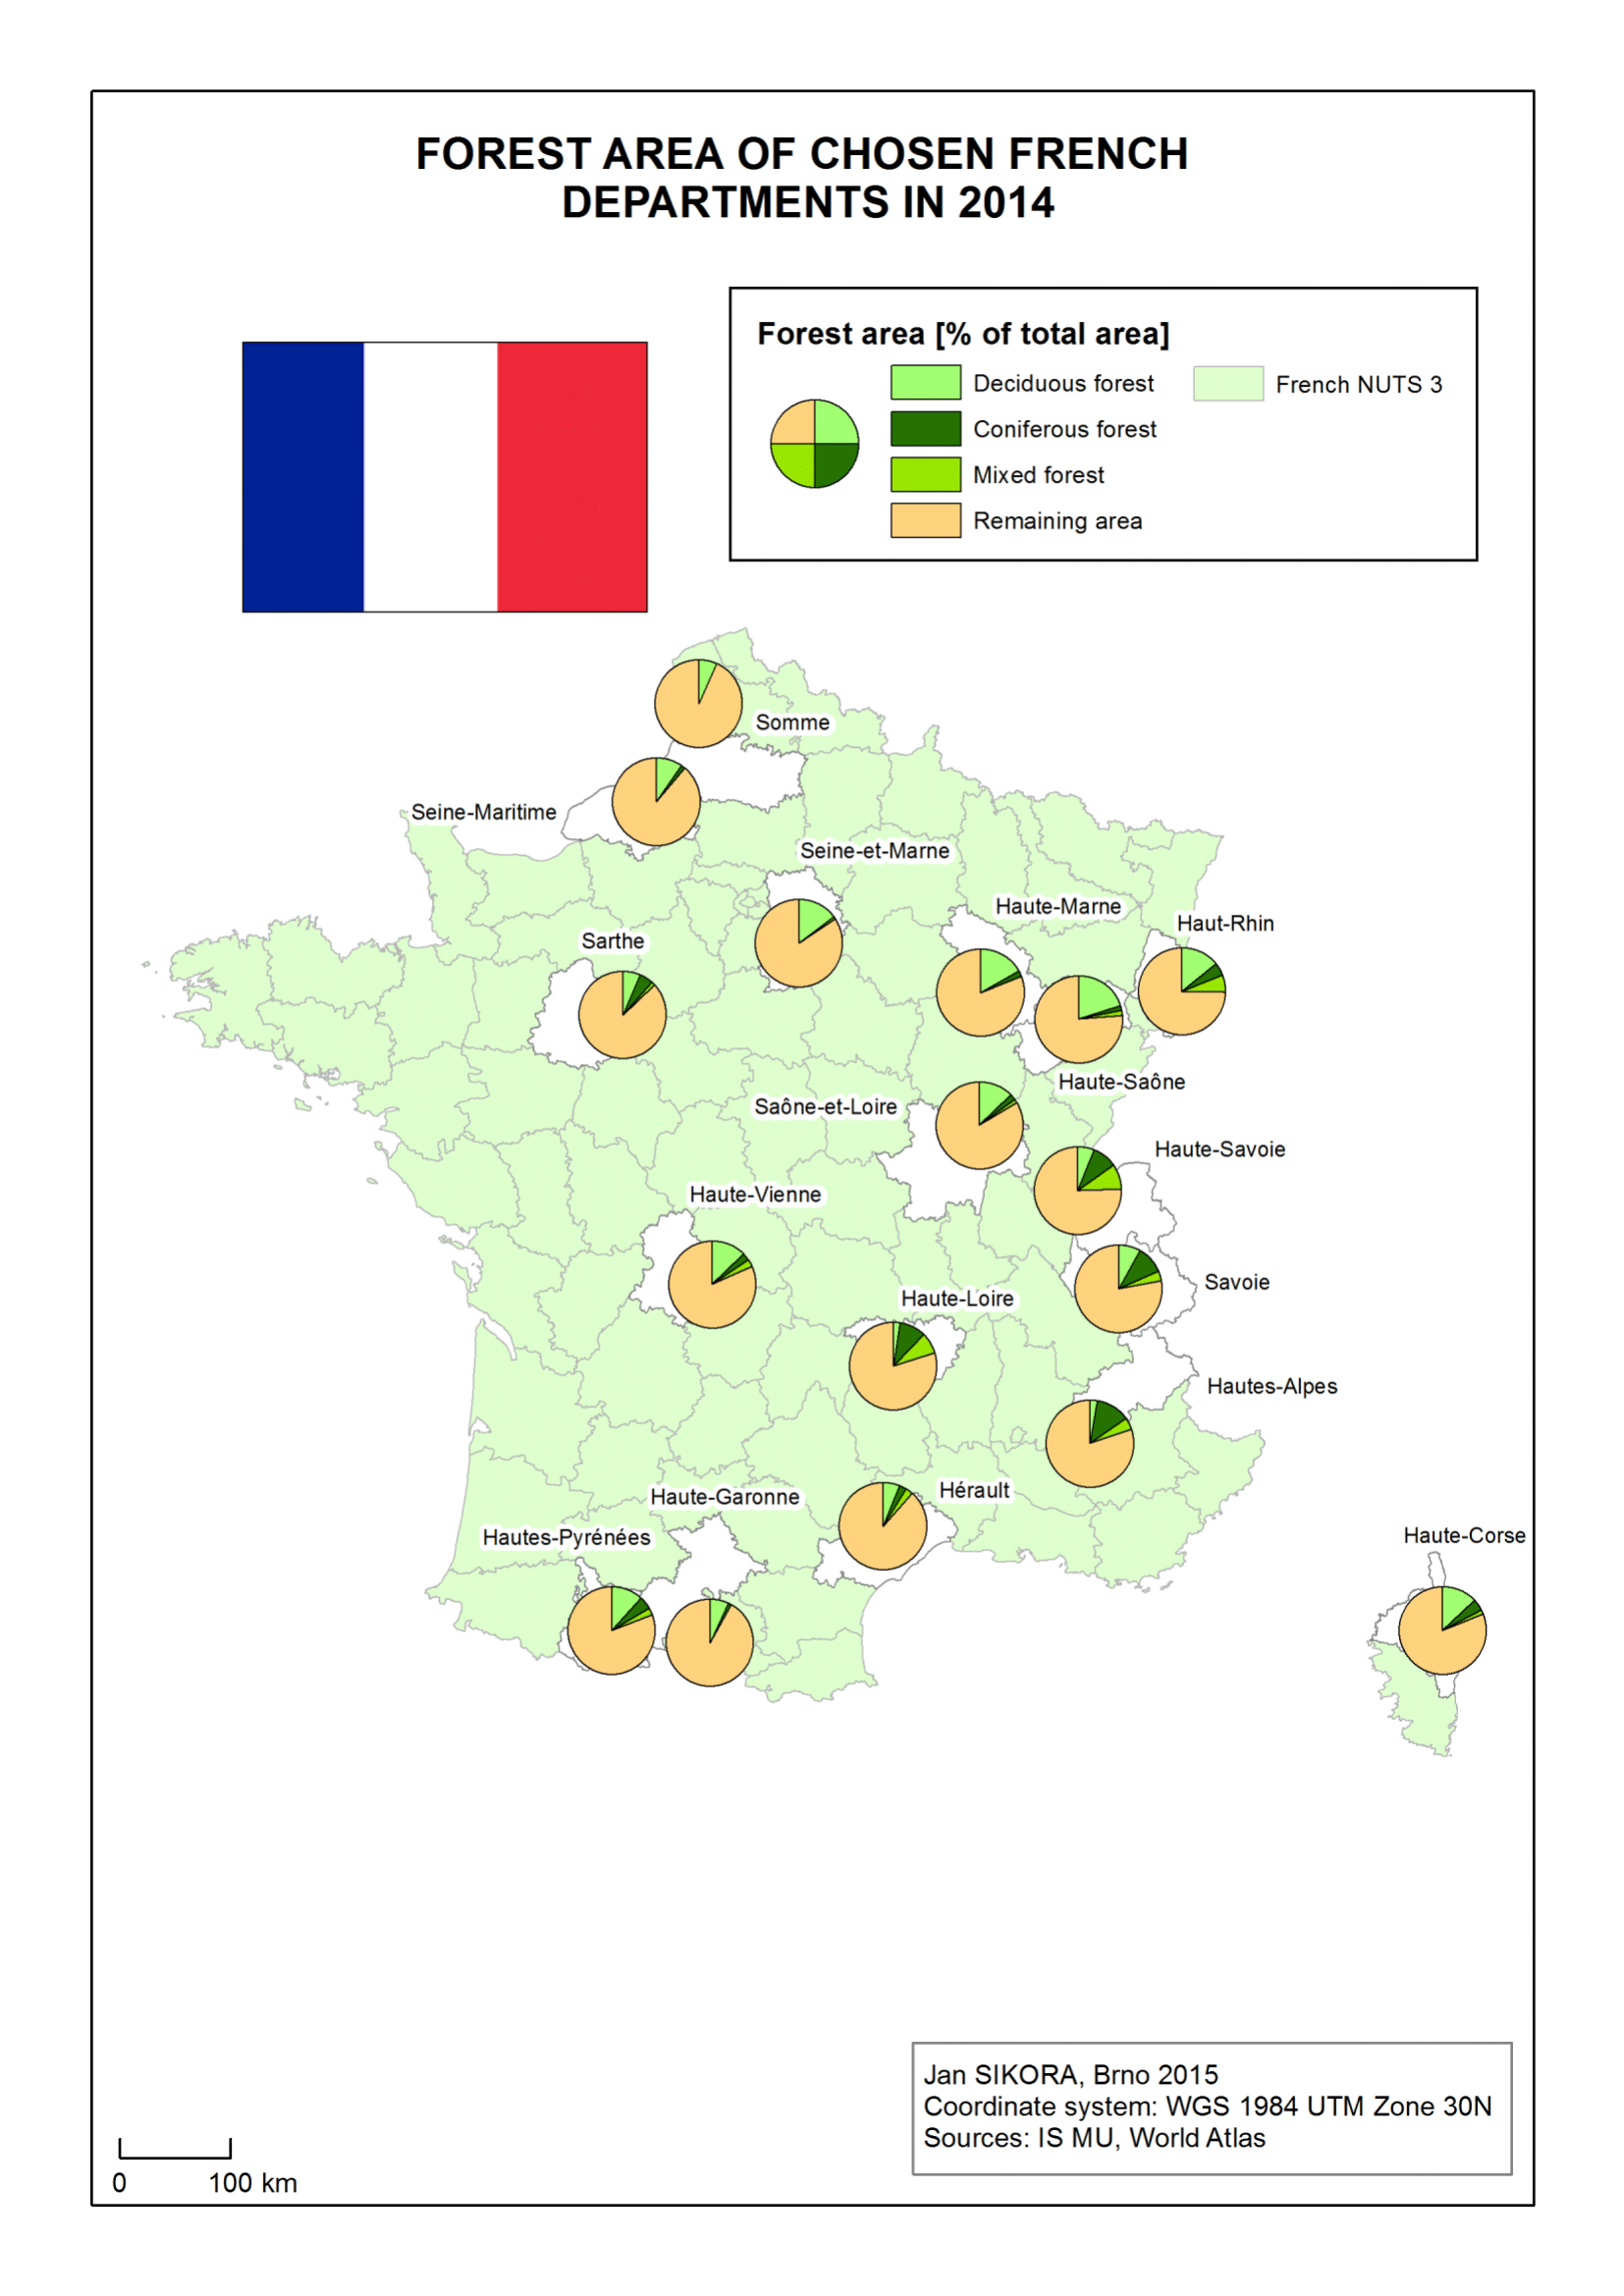 FOREST AREA OF CHOSEN FRENCH
DEPARTMENTS IN 2014
Forest area [% of total area]
Deciduous forest
French NUTS 3
Coniferous forest
Mixed forest
Remaining area
Somme
Seine-Maritime
Seine-et-Marne
Haute-Marne
Haut-Rhin
Sarthe
Haute-Saône
Saône-et-Loire
Haute-Savoie
Haute-Vienne
Savoie
Haute-Loire
Hautes-Alpes
Hérault
Haute-Garonne
Hautes-Pyrénées
Haute-Corse
Jan SIKORA, Brno 2015
Coordinate system: WGS 1984 UTM Zone 30N
Sources: IS MU, World Atlas
0 100 km